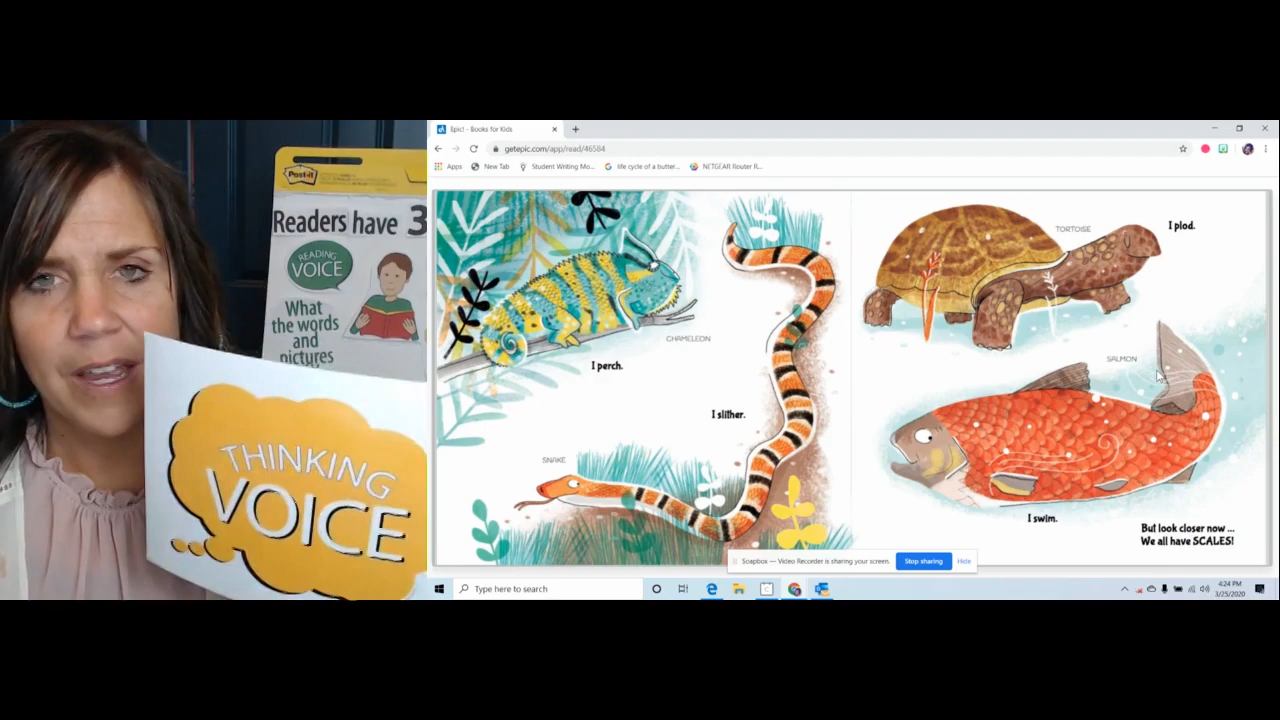 Post-it
Readers have 3
READING
VOICE
What
the words
and
pictures
THINKING
VOICE
Epic! - Books for Kids
getepic.com/app/read/46584
Apps
New Tab
Student Writing Mo...
life cycle of a butter...
NETGEAR Router R...
CHAMELEON
I perch.
I slither.
SNAKE
TORTOISE
I plod.
SALMON
I swim.
But look closer now ...
We all have SCALES!
Soapbox — Video Recorder is sharing your screen.
Stop sharing
Hide
Type here to search
4:24 PM
3/25/2020